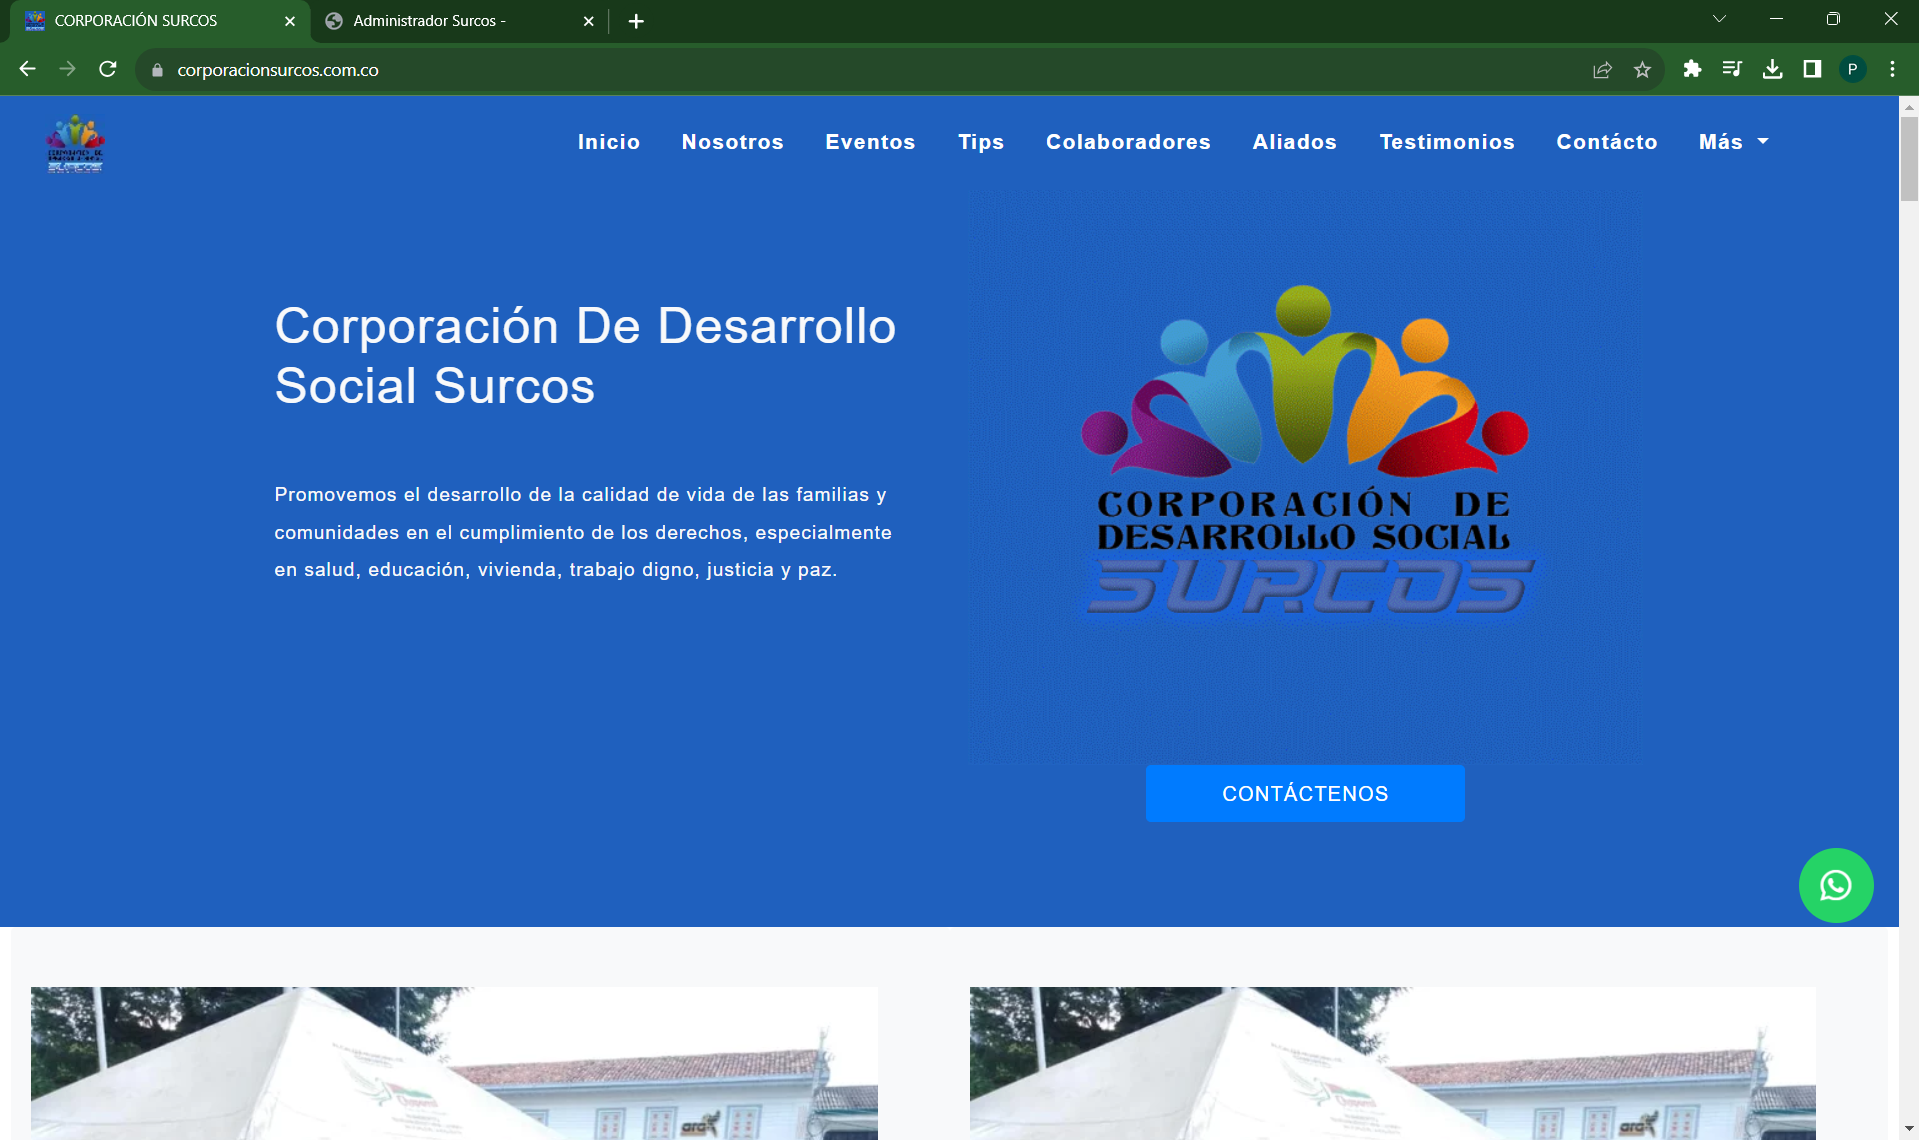 CORPORACIÓN SURCOS
Administrador Surcos -
corporacionsurcos.com.co
P
Inicio Nosotros Eventos Tips Colaboradores Aliados Testimonios Contácto Más
Corporación De Desarrollo
Social Surcos
Promovemos el desarrollo de la calidad de vida de las familias y
comunidades en el cumplimiento de los derechos, especialmente
en salud, educación, vivienda, trabajo digno, justicia y paz.
CORPORACIÓN DE
DESARROLLO SOCIAL
SURCOS
CONTÁCTENOS
ara
ara